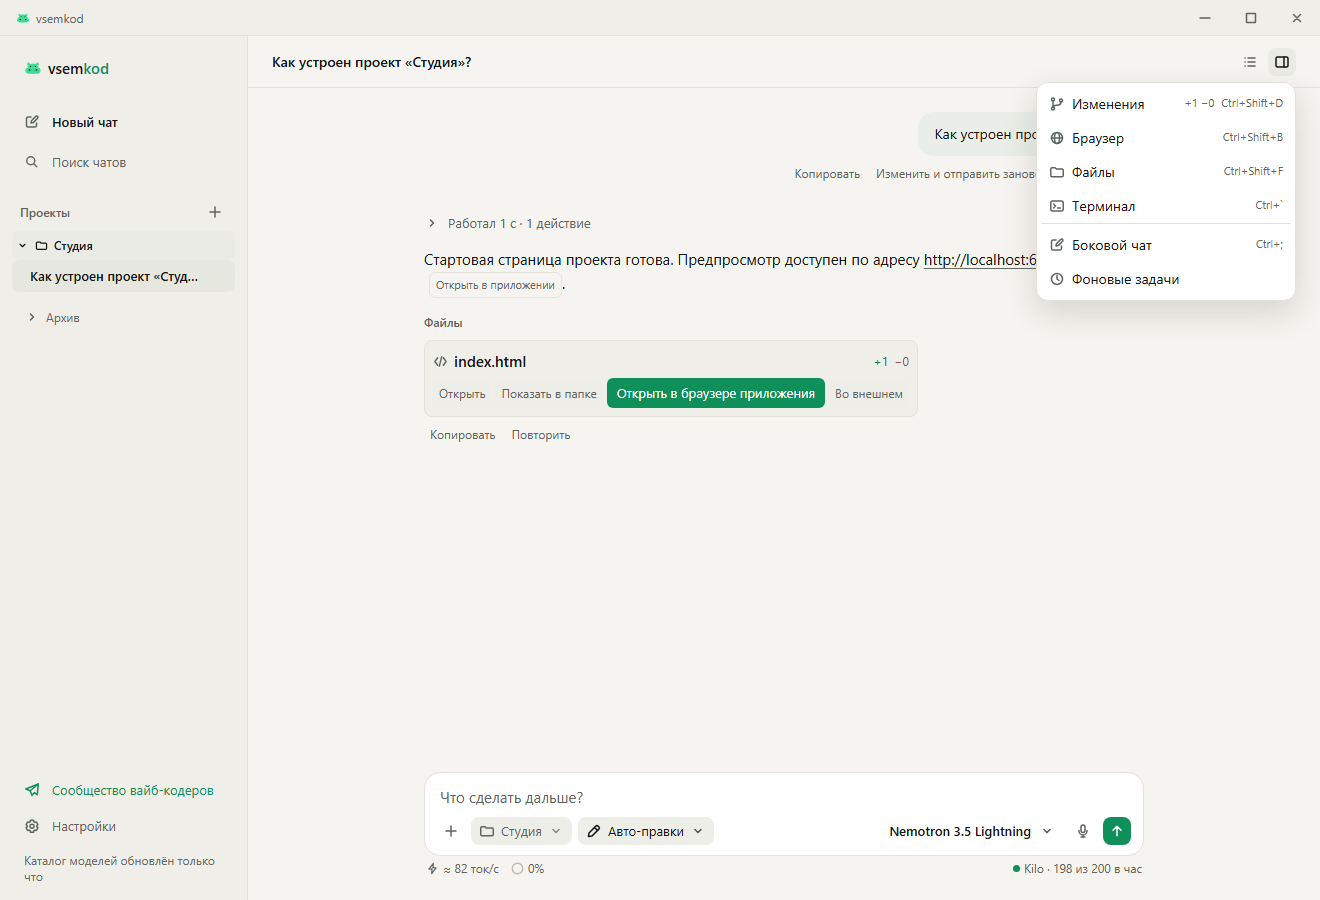 vsemkod
vsemkod
Новый чат
Поиск чатов
Проекты
Студия
Как устроен проект «Студ...
Архив
Сообщество вайб-кодеров
Настройки
Каталог моделей обновлён только
что
Как устроен проект «Студия»?
Как устроен про
Копировать Изменить и отправить заново
Изменения +1 −0 Ctrl+Shift+D
Браузер Ctrl+Shift+B
Файлы Ctrl+Shift+F
Терминал Ctrl+`
Боковой чат Ctrl+;
Фоновые задачи
Работал 1 с · 1 действие
Стартовая страница проекта готова. Предпросмотр доступен по адресу http://localhost:6
Открыть в приложении .
Файлы
index.html +1 −0
Открыть Показать в папке Открыть в браузере приложения Во внешнем
Копировать Повторить
Что сделать дальше?
Студия Авто-правки Nemotron 3.5 Lightning
≈ 82 ток/с 0% Kilo · 198 из 200 в час